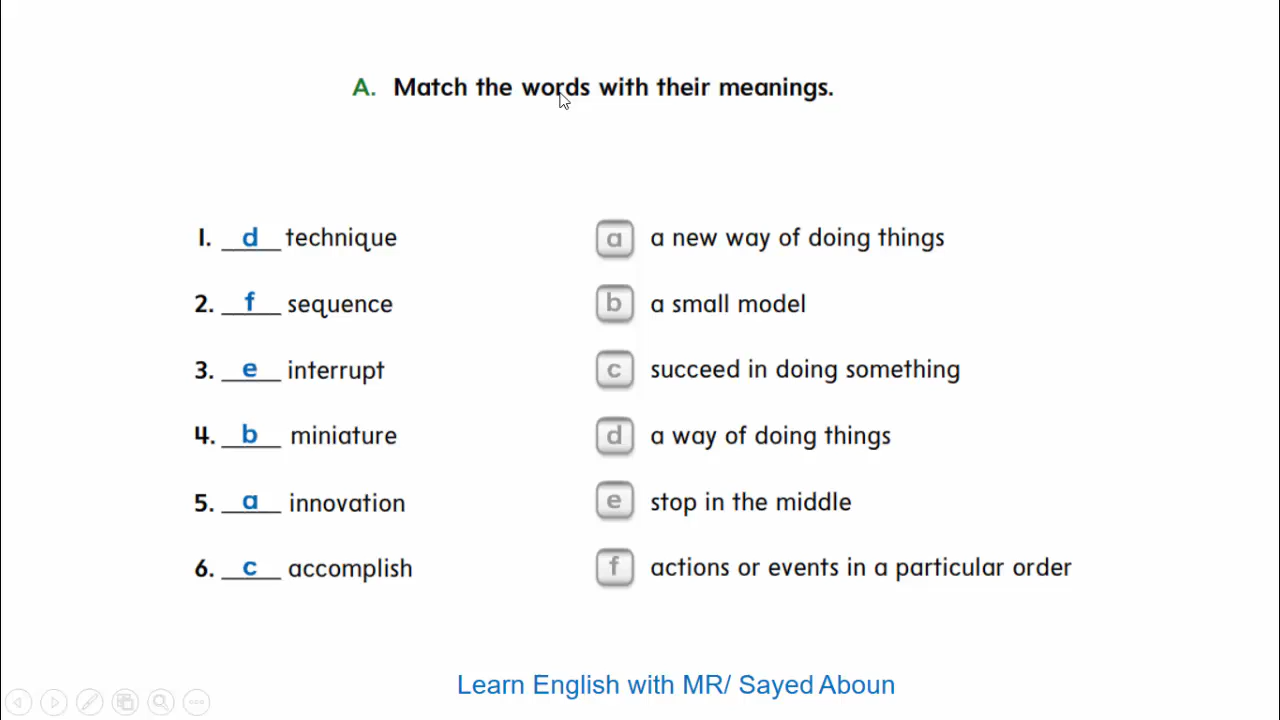 A. Match the words with their meanings.
1. d technique
a a new way of doing things
2. f sequence
b a small model
3. e interrupt
c succeed in doing something
4. b miniature
d a way of doing things
5. a innovation
e stop in the middle
6. c accomplish
f actions or events in a particular order
Learn English with MR/ Sayed Aboun